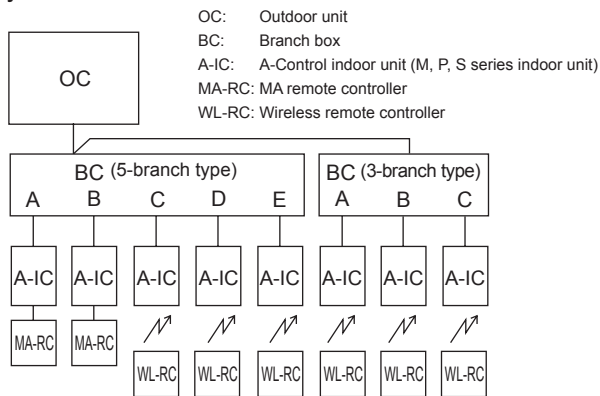 OC: Outdoor unit
BC: Branch box
A-IC: A-Control indoor unit (M, P, S series indoor unit)
MA-RC: MA remote controller
WL-RC: Wireless remote controller
OC
BC (5-branch type) BC (3-branch type)
A B C D E A B C
A-IC A-IC A-IC A-IC A-IC A-IC A-IC A-IC
MA-RC MA-RC
WL-RC WL-RC WL-RC WL-RC WL-RC WL-RC